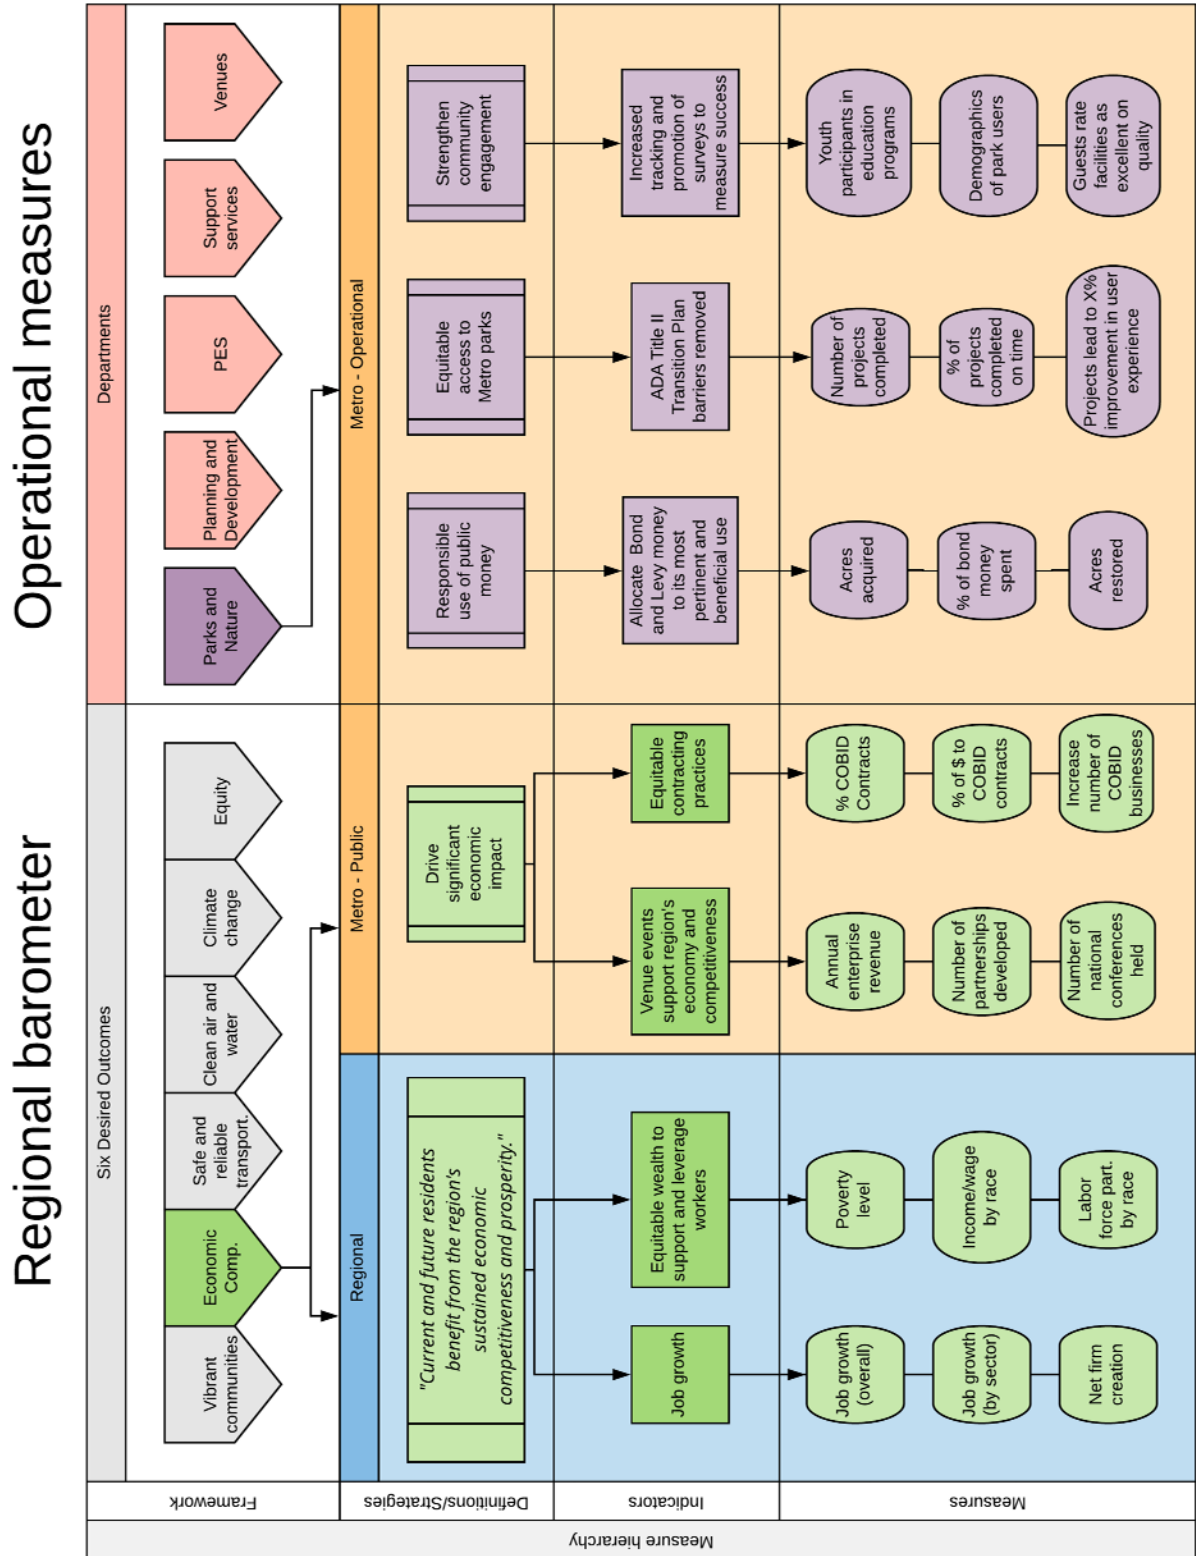 Regional barometer
Operational measures
Six Desired Outcomes
Departments
Measure hierarchy
Framework
Vibrant
communities
Economic
Comp.
Safe and
reliable
transport.
Clean air and
water
Climate
change
Equity
Parks and
Nature
Planning and
Development
PES
Support
services
Venues
Regional
Metro - Public
Metro - Operational
Definitions/Strategies
"Current and future residents
benefit from the region's
sustained economic
competitiveness and prosperity."
Drive
significant
economic
impact
Responsible
use of public
money
Equitable
access to
Metro parks
Strengthen
community
engagement
Indicators
Job growth
Equitable wealth to
support and leverage
workers
Venue events
support region's
economy and
competitiveness
Equitable
contracting
practices
Allocate Bond
and Levy money
to its most
pertinent and
beneficial use
ADA Title II
Transition Plan
barriers removed
Increased
tracking and
promotion of
surveys to
measure success
Measures
Job growth
(overall)
Poverty
level
Annual
enterprise
revenue
% COBID
Contracts
Acres
acquired
Number of
projects
completed
Youth
participants in
education
programs
Job growth
(by sector)
Income/wage
by race
Number of
partnerships
developed
% of $ to
COBID
contracts
% of bond
money
spent
% of
projects
completed
on time
Demographics
of park users
Net firm
creation
Labor
force part.
by race
Number of
national
conferences
held
Increase
number of
COBID
businesses
Acres
restored
Projects lead to X%
improvement in user
experience
Guests rate
facilities as
excellent on
quality